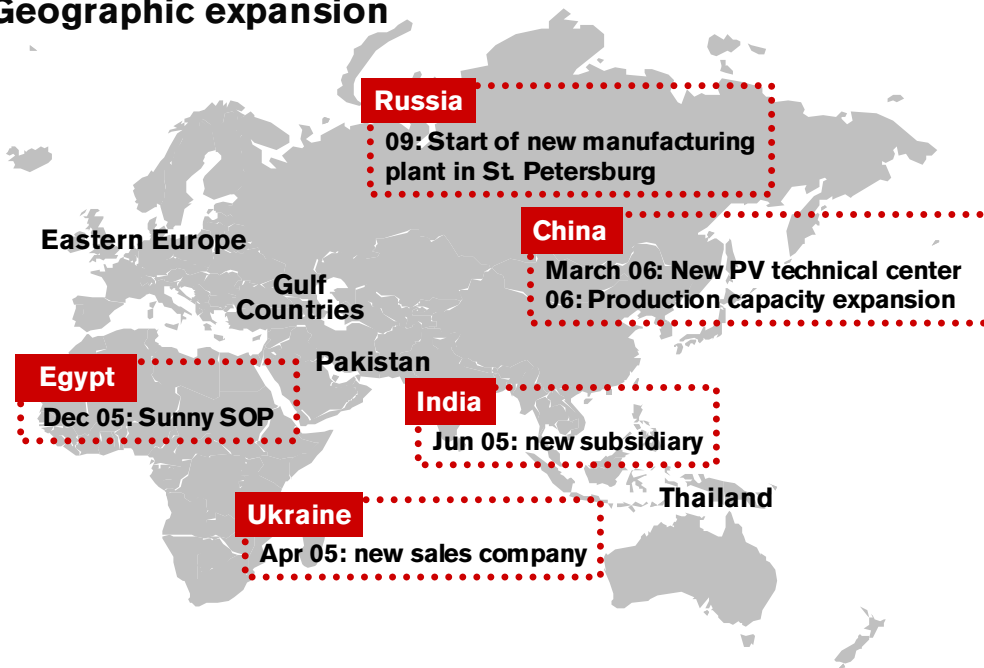 Geographic expansion
Russia
09: Start of new manufacturing
plant in St. Petersburg
China
March 06: New PV technical center
06: Production capacity expansion
Eastern Europe
Gulf
Countries
Pakistan
Egypt
Dec 05: Sunny SOP
India
Jun 05: new subsidiary
Thailand
Ukraine
Apr 05: new sales company